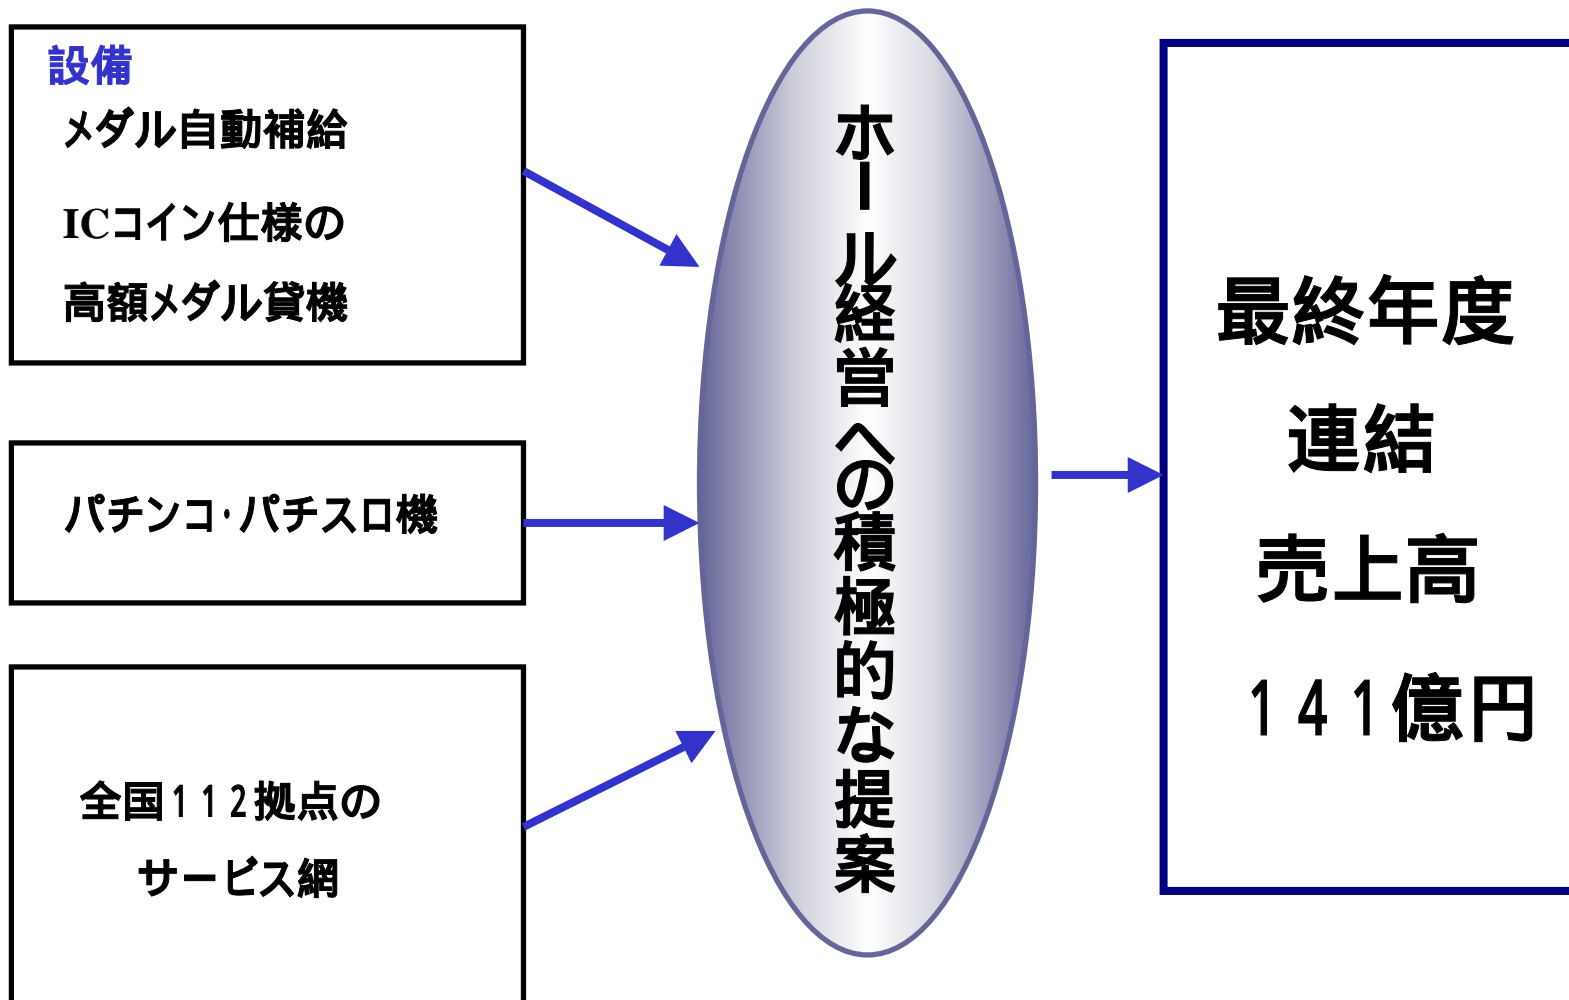 設備
メダル自動補給
ICコイン仕様の
高額メダル貸機
パチンコ・パチスロ機
全国112拠点の
サービス網
ホール経営への積極的な提案
最終年度
連結
売上高
141億円